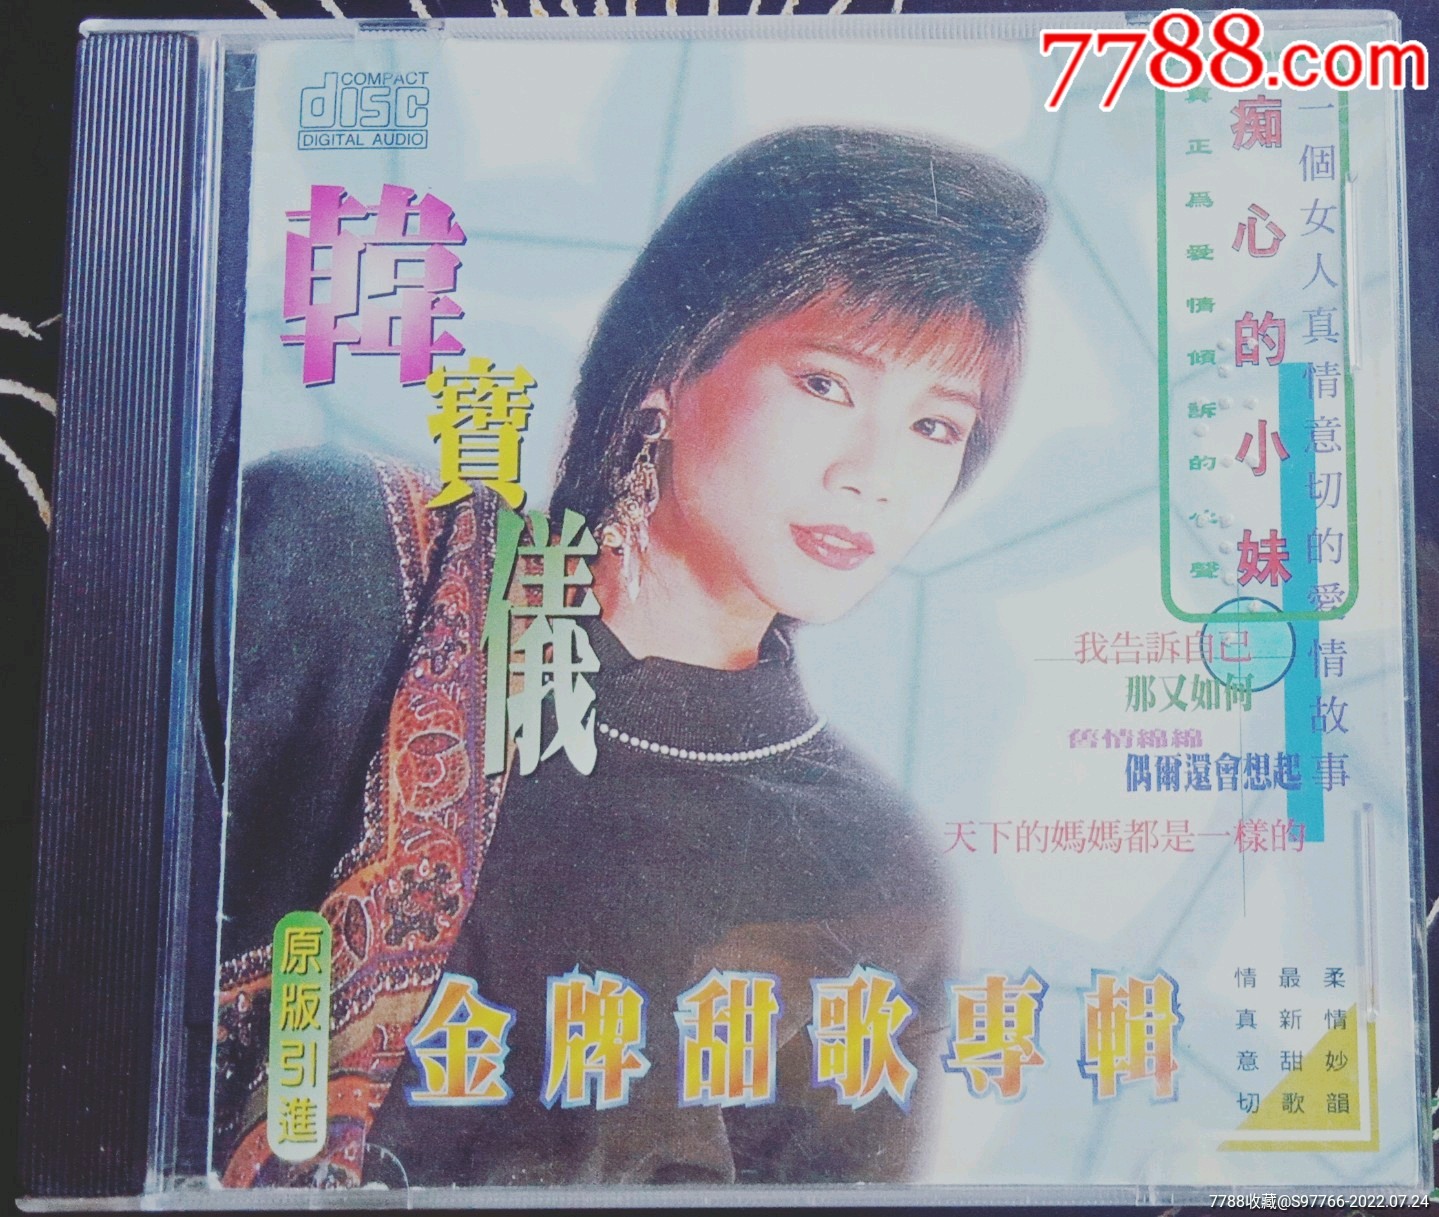 7788.com
COMPACT
disc
DIGITAL AUDIO
韓寶儀
一個女人真情意切的愛情故事
痴心的小妹
真正爲愛情傾訴的心聲
我告訴自己
那又如何
舊情綿綿
偶爾還會想起
天下的媽媽都是一樣的
原版引進
金牌甜歌專輯
柔情妙韻
最新甜歌
情真意切
7788收藏@S97766-2022.07.24